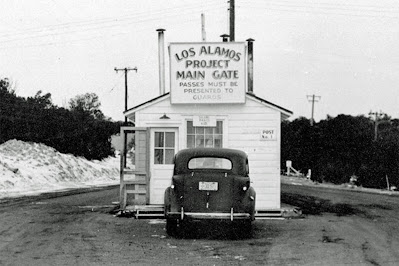 LOS ALAMOS
PROJECT
MAIN GATE
PASSES MUST BE
PRESENTED TO
GUARDS
POST
No. 1